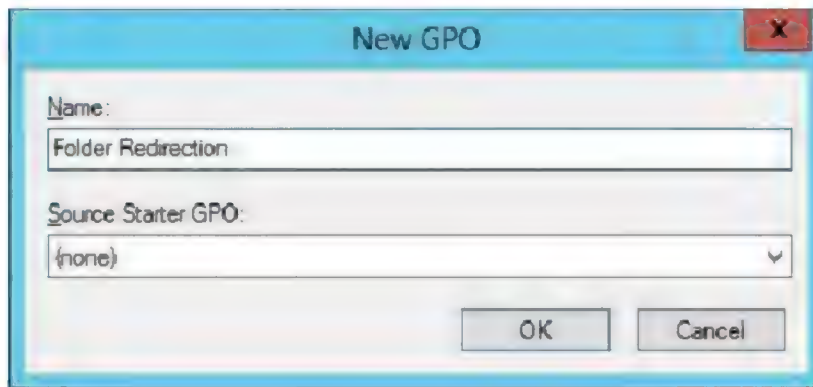 New GPO
x
Name:
Folder Redirection
Source Starter GPO:
(none)
OK
Cancel